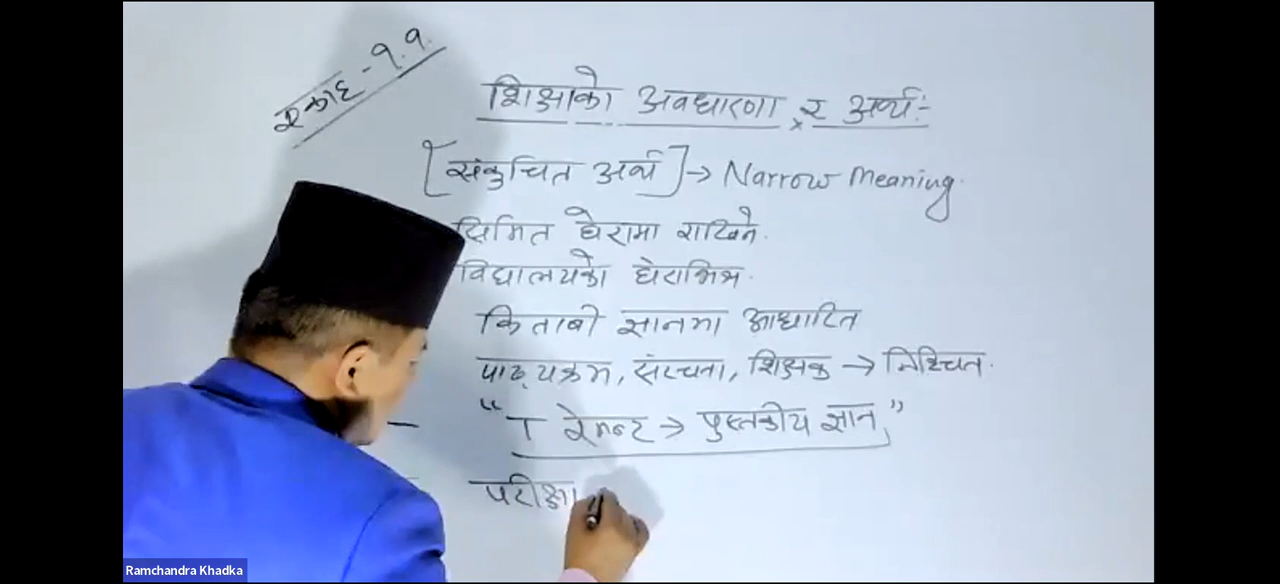 एकाइ - १.१
शिक्षाको अवधारणा र अर्थ:-
[संकुचित अर्थ] → Narrow Meaning.
सिमित घेरामा राखिने.
विद्यालयको घेराभित्र.
किताबी ज्ञानमा आधारित
पाठ्यक्रम, संरचना, शिक्षक → निश्चित.
"T रेमन्ट → पुस्तकीय ज्ञान"
परीक्षा
Ramchandra Khadka